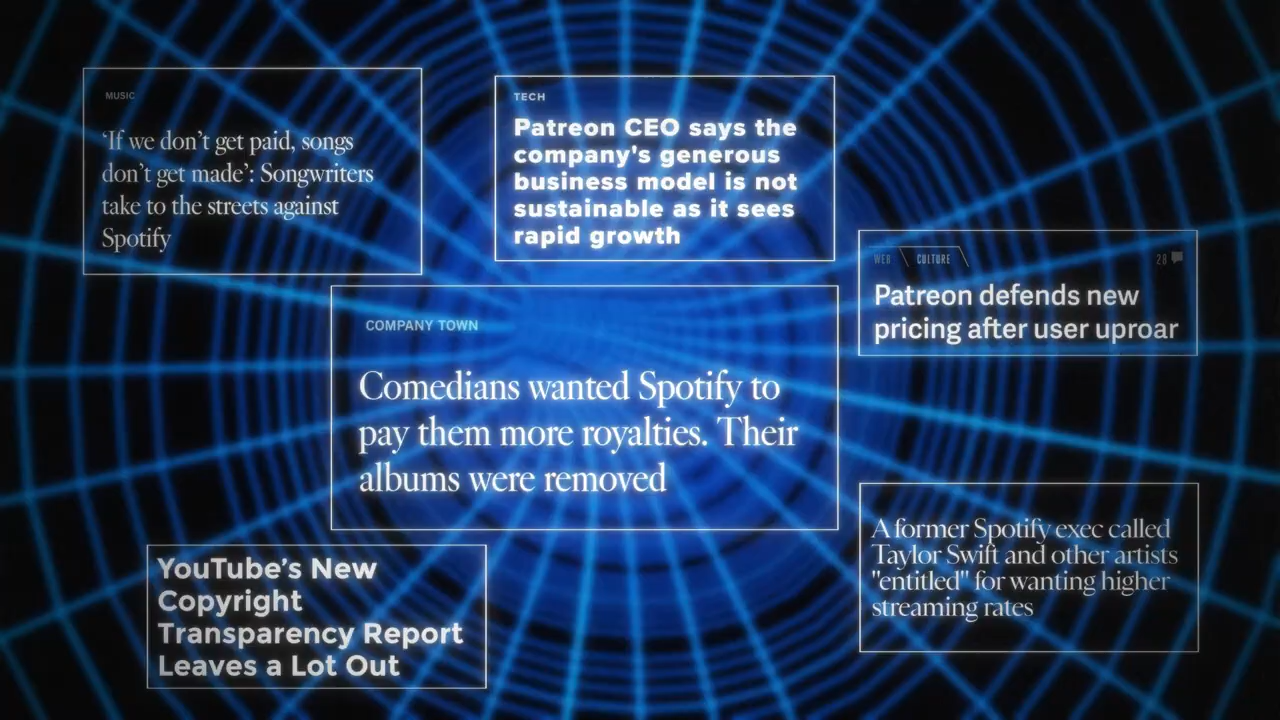 MUSIC
‘If we don’t get paid, songs
don’t get made’: Songwriters
take to the streets against
Spotify
TECH
Patreon CEO says the
company's generous
business model is not
sustainable as it sees
rapid growth
WEB CULTURE 28
Patreon defends new
pricing after user uproar
COMPANY TOWN
Comedians wanted Spotify to
pay them more royalties. Their
albums were removed
YouTube’s New
Copyright
Transparency Report
Leaves a Lot Out
A former Spotify exec called
Taylor Swift and other artists
"entitled" for wanting higher
streaming rates